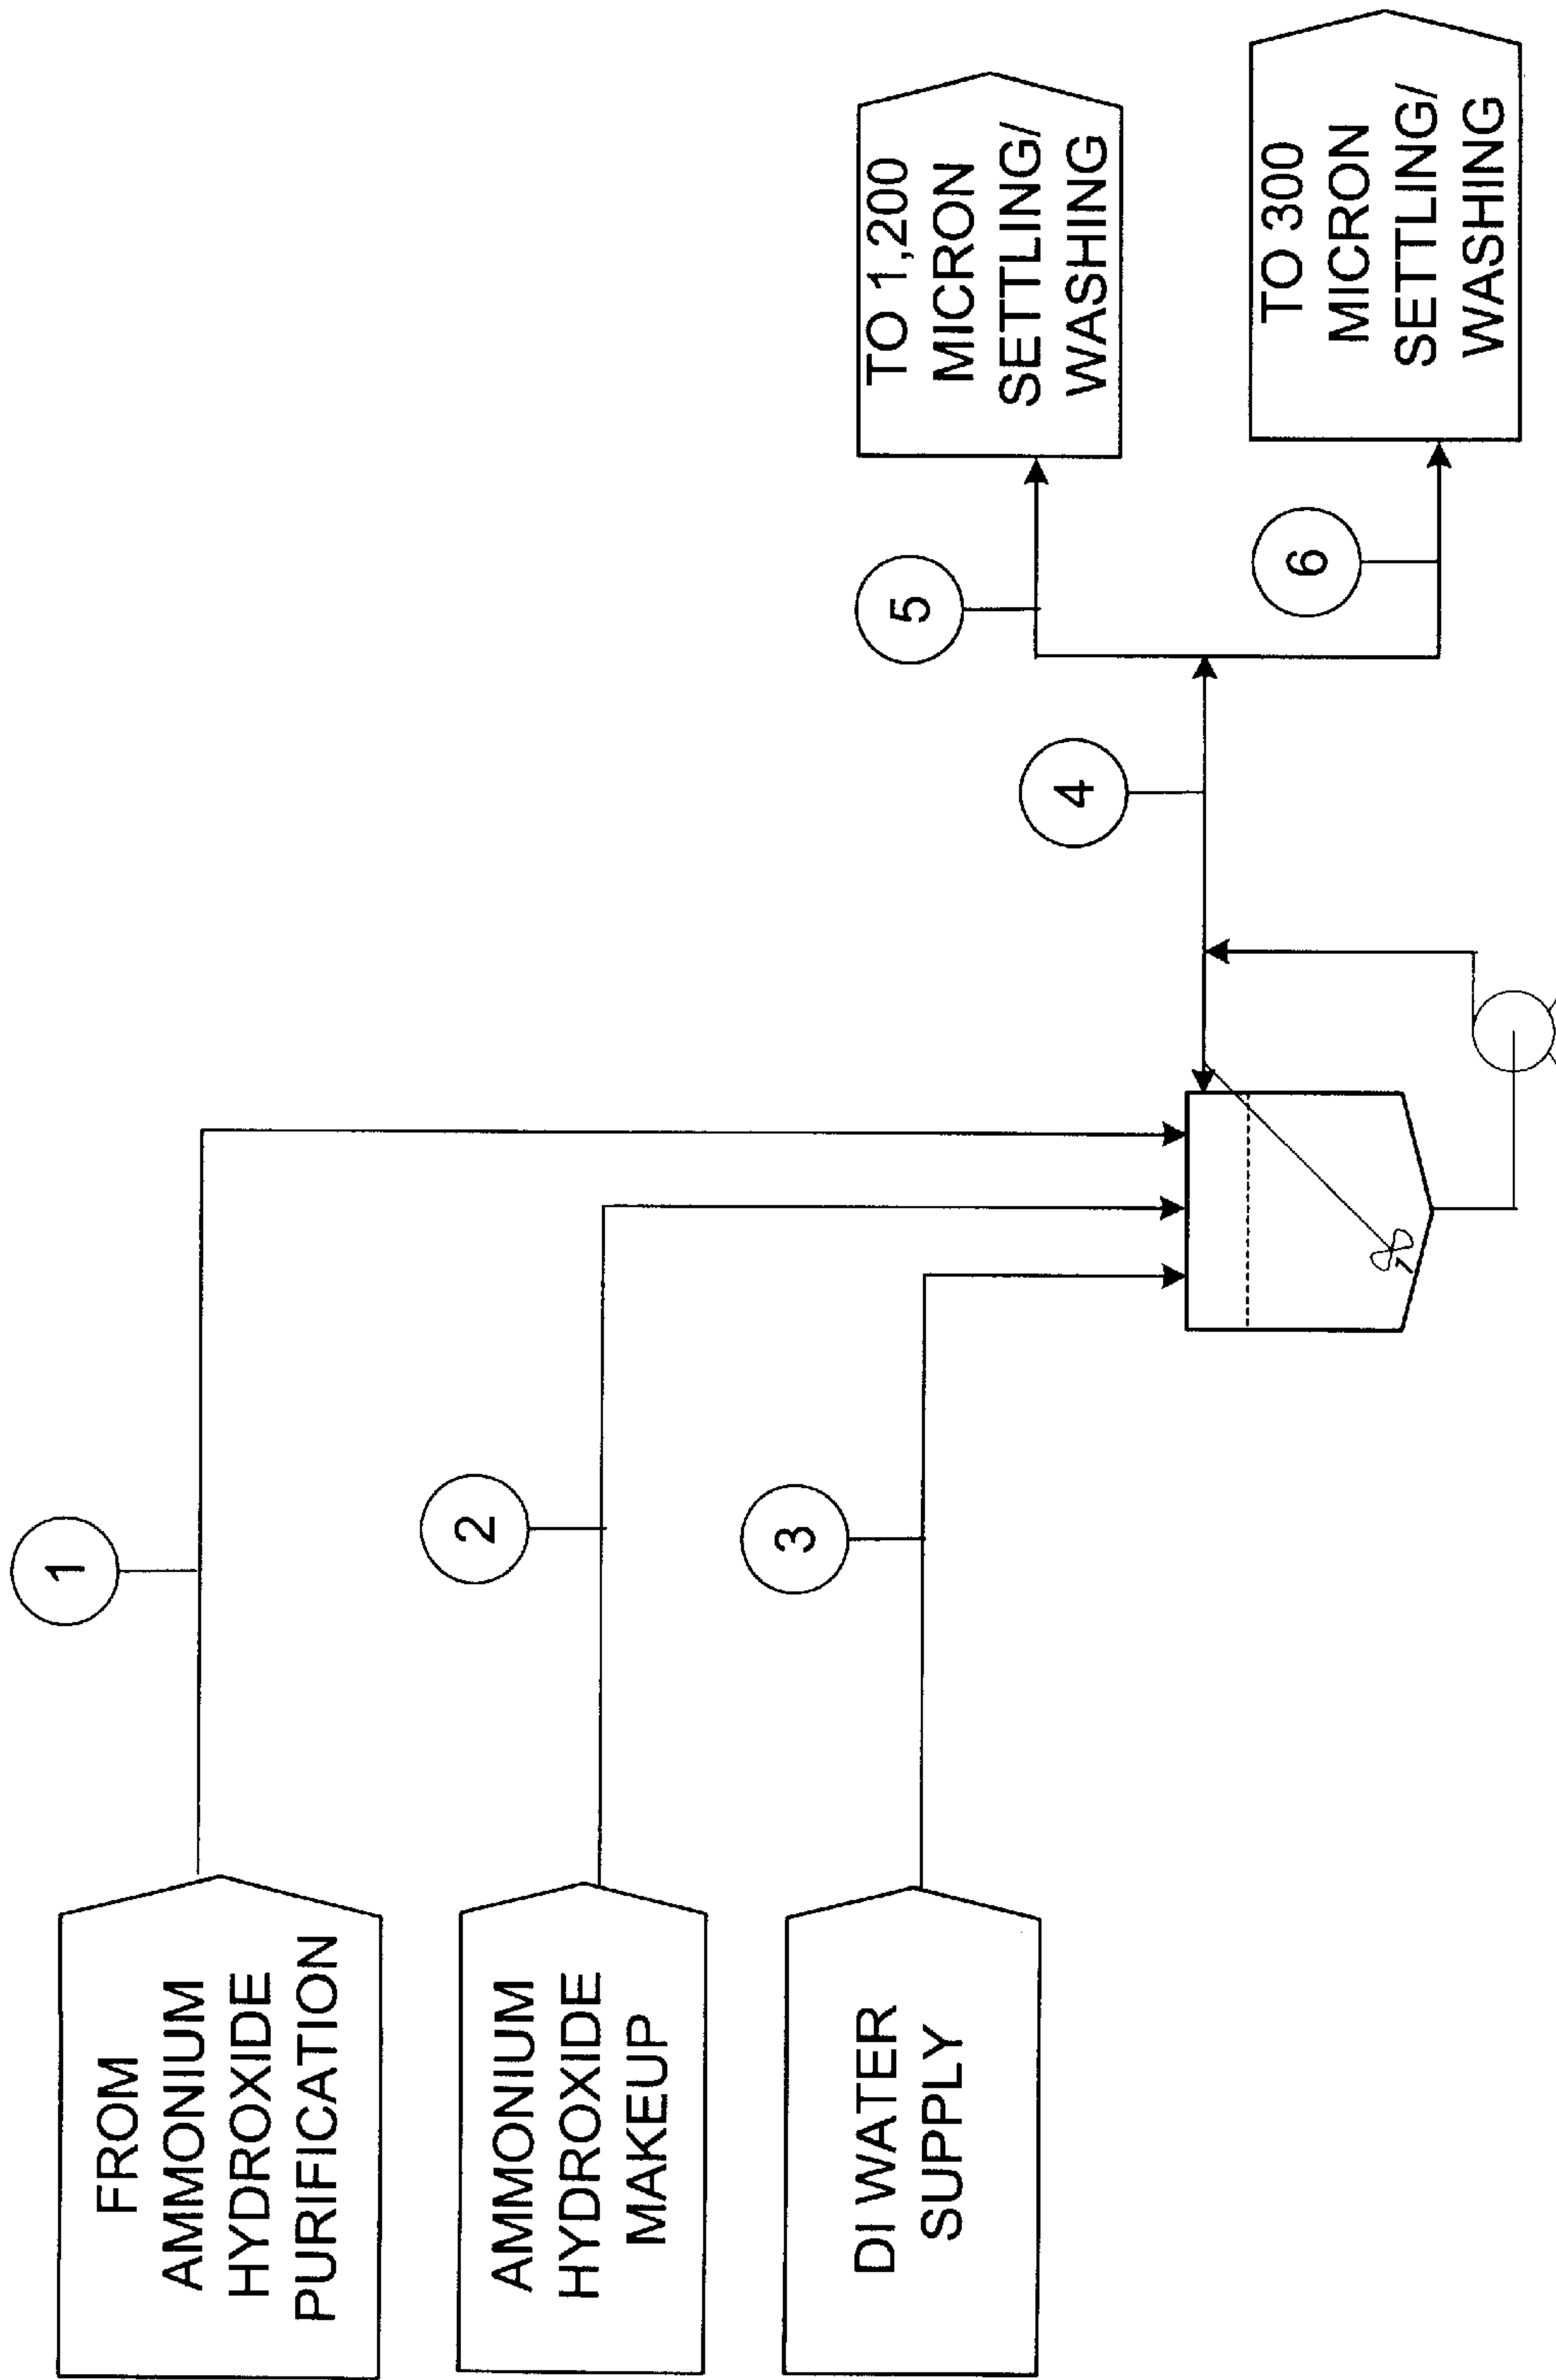 FROM
AMMONIUM
HYDROXIDE
PURIFICATION
1
AMMONIUM
HYDROXIDE
MAKEUP
2
DI WATER
SUPPLY
3
4
5
TO 1,200
MICRON
SETTLING/
WASHING
6
TO 300
MICRON
SETTLING/
WASHING